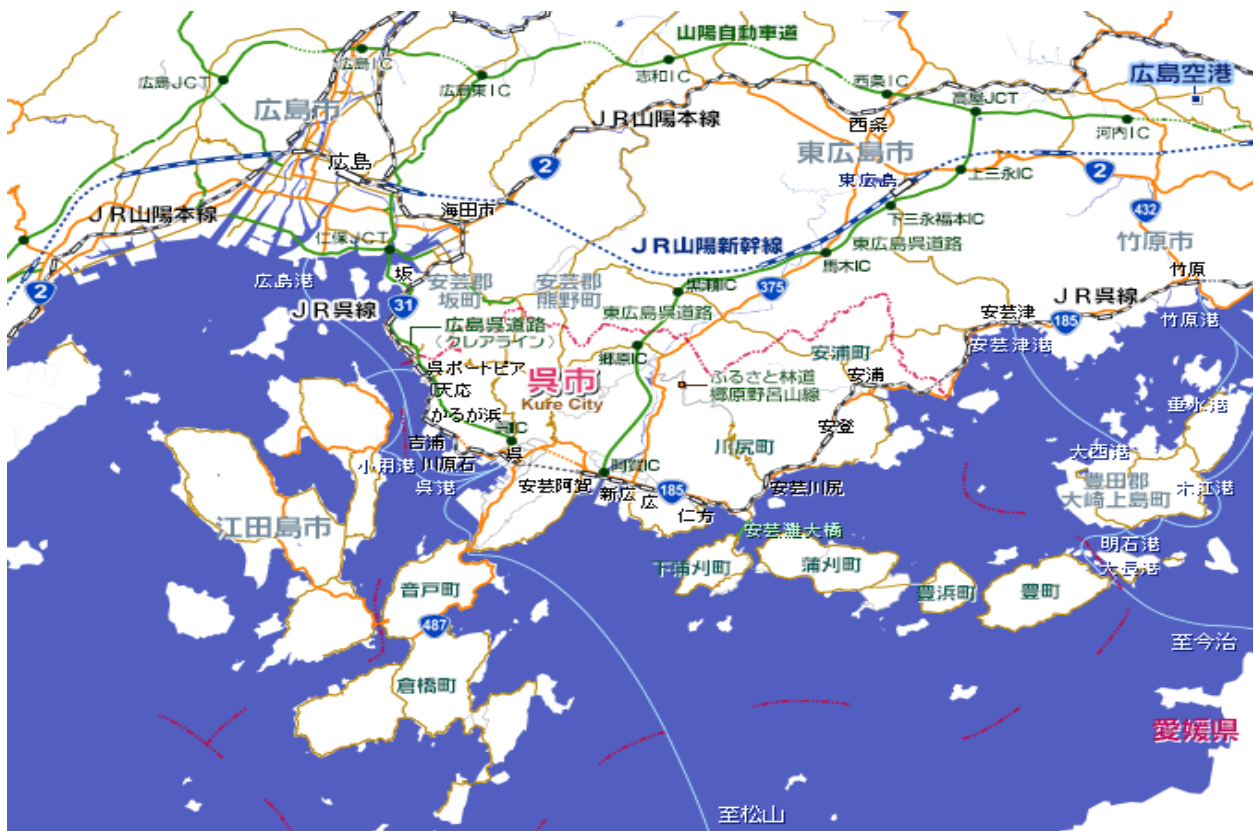 山陽自動車道
広島IC
志和IC
広島JCT
広島東IC
西条IC
広島空港
広島市
高屋JCT
JR山陽本線
西条
河内IC
広島
2
東広島市
東広島
上三永IC
2
海田市
432
JR山陽本線
下三永福本IC
仁保JCT
JR山陽新幹線
東広島呉道路
竹原市
馬木IC
坂
広島港
安芸郡
坂町
安芸郡
熊野町
黒瀬IC
375
竹原
2
31
JR呉線
東広島呉道路
安芸津
JR呉線
185
竹原港
広島呉道路
(クレアライン)
郷原IC
安浦町
安芸津港
呉ポートピア
呉市
Kure City
ふるさと林道
郷原野呂山線
安浦
天応
かるが浜
垂水港
吉浦
呉IC
川尻町
安登
小用港
川原石
呉
阿賀IC
大西港
呉港
安芸阿賀
新広
広
185
仁方
安芸川尻
豊田郡
大崎上島町
木江港
江田島市
安芸灘大橋
明石港
大長港
音戸町
下蒲刈町
蒲刈町
豊浜町
豊町
487
至今治
倉橋町
愛媛県
至松山